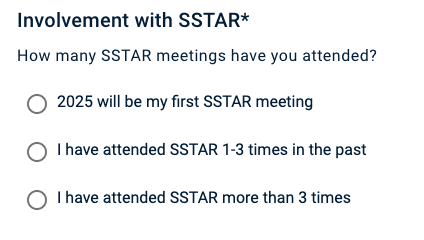 Involvement with SSTAR*
How many SSTAR meetings have you attended?
2025 will be my first SSTAR meeting
I have attended SSTAR 1-3 times in the past
I have attended SSTAR more than 3 times